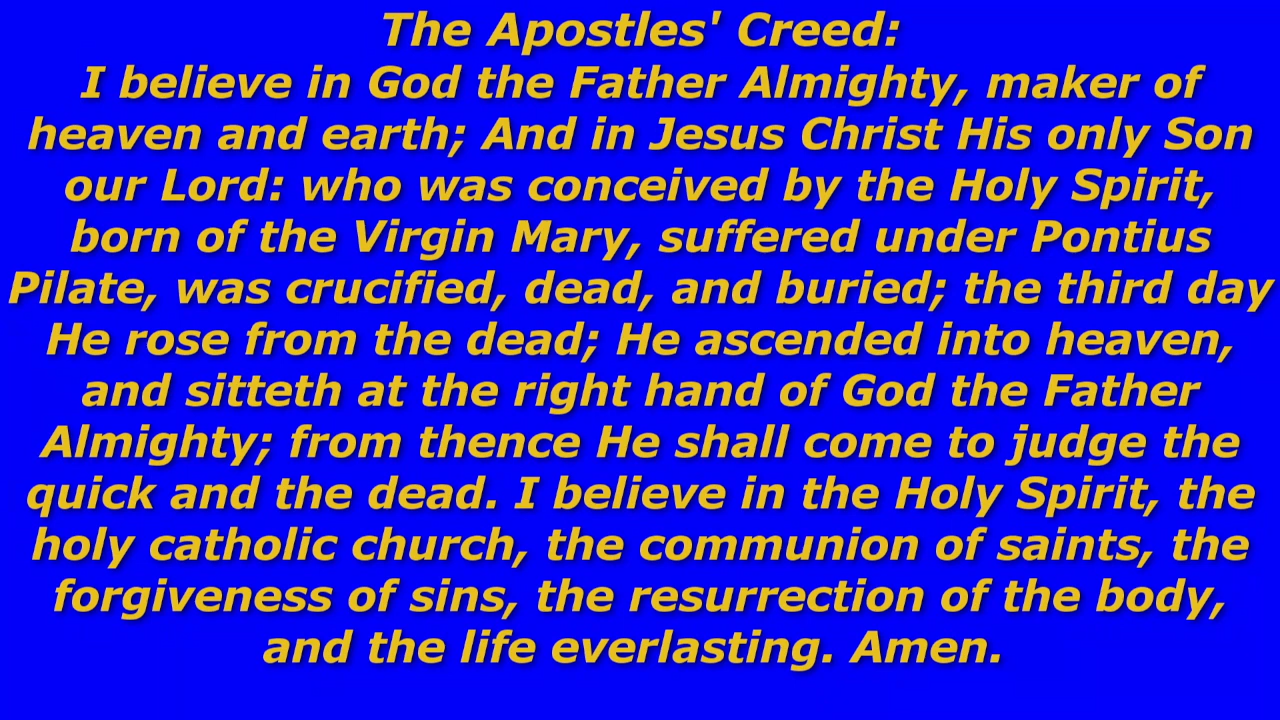 The Apostles' Creed:
I believe in God the Father Almighty, maker of
heaven and earth; And in Jesus Christ His only Son
our Lord: who was conceived by the Holy Spirit,
born of the Virgin Mary, suffered under Pontius
Pilate, was crucified, dead, and buried; the third day
He rose from the dead; He ascended into heaven,
and sitteth at the right hand of God the Father
Almighty; from thence He shall come to judge the
quick and the dead. I believe in the Holy Spirit, the
holy catholic church, the communion of saints, the
forgiveness of sins, the resurrection of the body,
and the life everlasting. Amen.